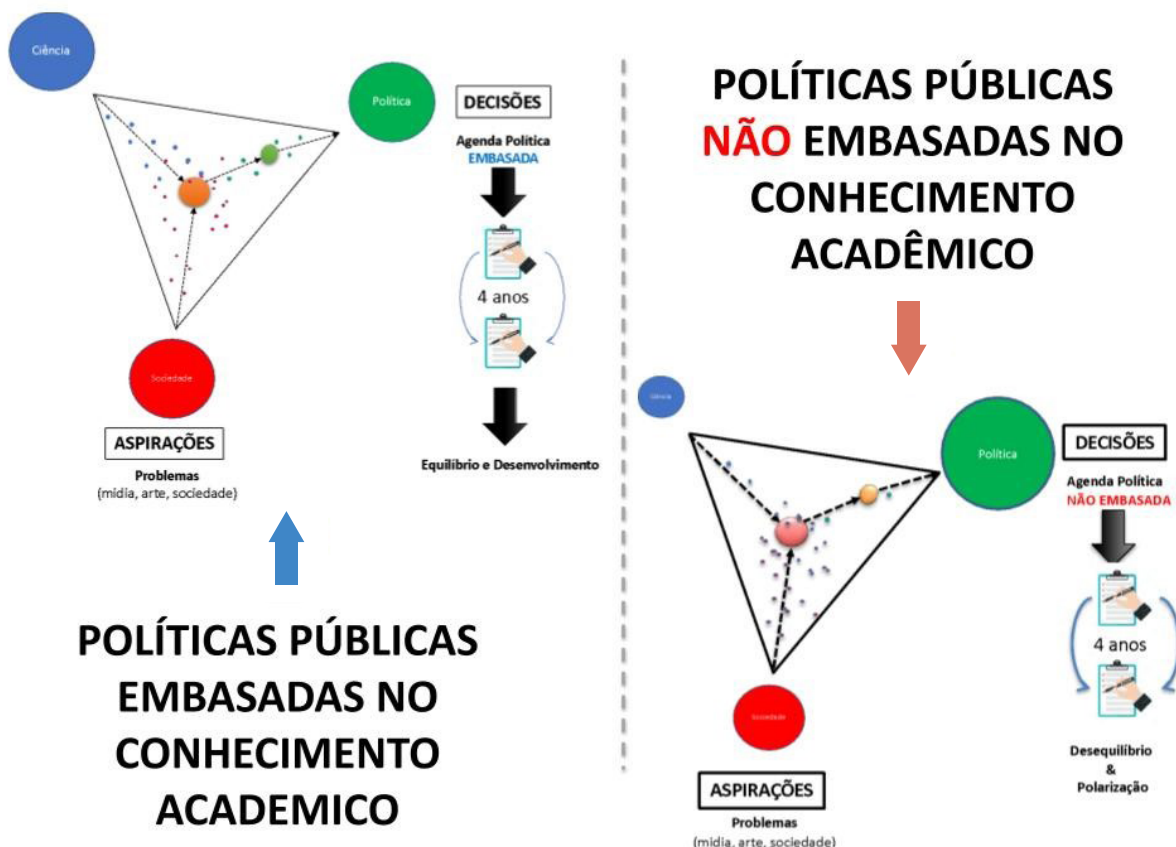 Ciência
Política
DECISÕES
Agenda Política
EMBASADA
4 anos
Equilíbrio e Desenvolvimento
Sociedade
ASPIRAÇÕES
Problemas
(mídia, arte, sociedade)
POLÍTICAS PÚBLICAS
EMBASADAS NO
CONHECIMENTO
ACADEMICO
POLÍTICAS PÚBLICAS
NÃO EMBASADAS NO
CONHECIMENTO
ACADÊMICO
Ciência
Política
DECISÕES
Agenda Política
NÃO EMBASADA
4 anos
Desequilíbrio
&
Polarização
Sociedade
ASPIRAÇÕES
Problemas
(mídia, arte, sociedade)